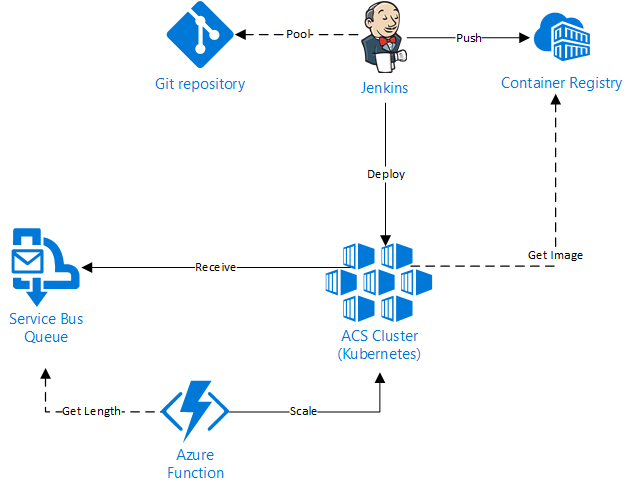 Pool
Push
Git repository
Jenkins
Container Registry
Deploy
Receive
Get Image
Service Bus
Queue
ACS Cluster
(Kubernetes)
Get Length
Scale
Azure
Function